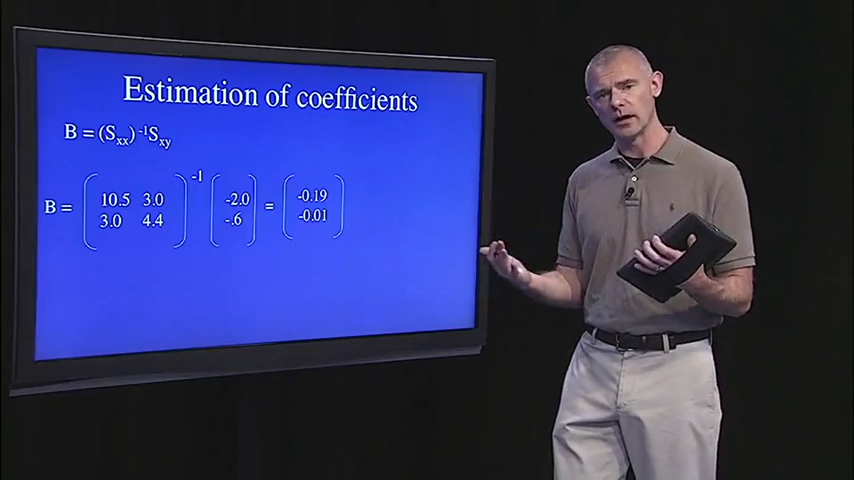 Estimation of coefficients
B = (Sxx)-1Sxy
B = ( 10.5 3.0 )-1 ( -2.0 ) = ( -0.19 )
3.0 4.4 -.6 -0.01